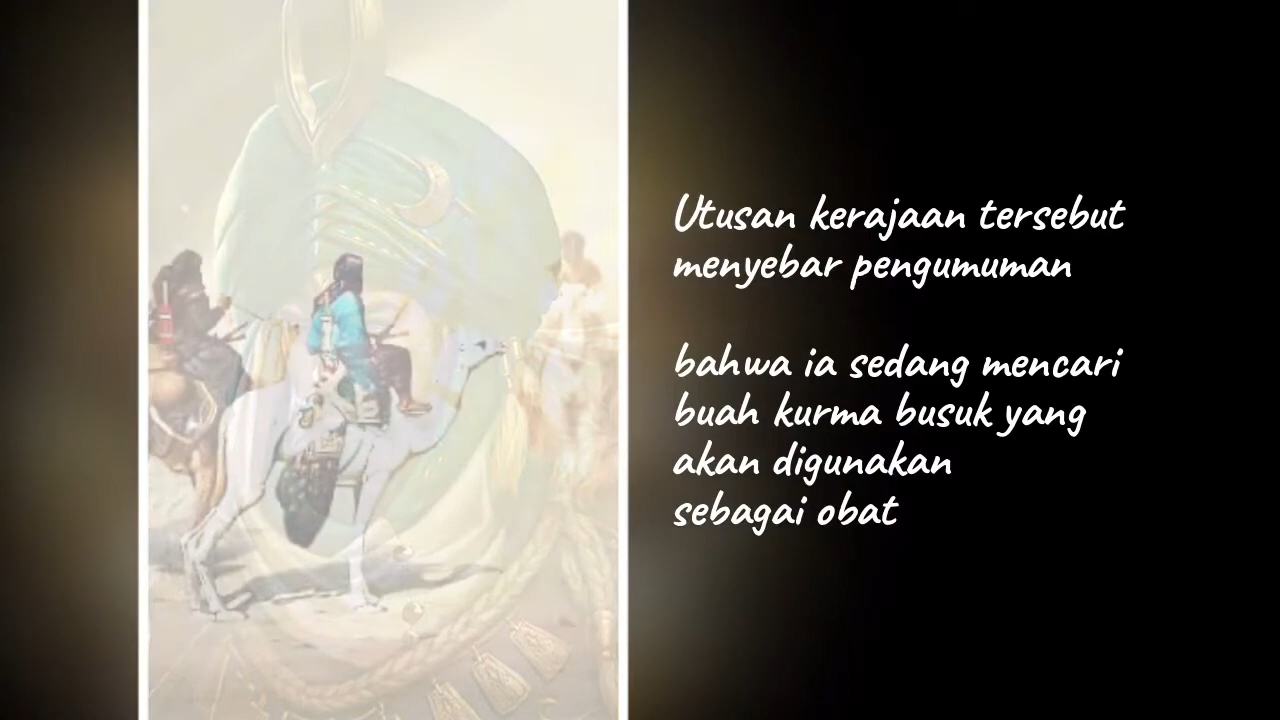 Utusan kerajaan tersebut
menyebar pengumuman
bahwa ia sedang mencari
buah kurma busuk yang
akan digunakan
sebagai obat